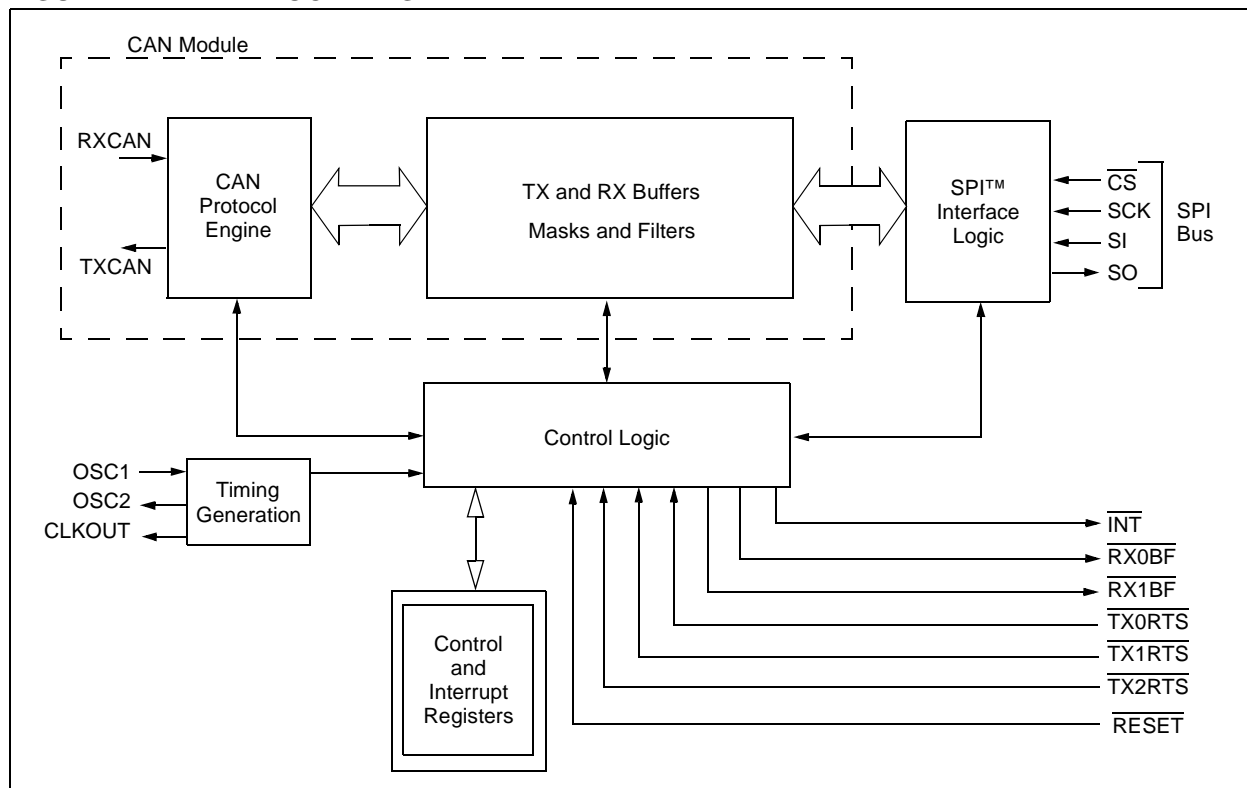 CAN Module
RXCAN
TXCAN
CAN
Protocol
Engine
TX and RX Buffers
Masks and Filters
SPI™
Interface
Logic
CS
SCK
SI
SO
SPI
Bus
Control Logic
OSC1
OSC2
CLKOUT
Timing
Generation
Control
and
Interrupt
Registers
INT
RX0BF
RX1BF
TX0RTS
TX1RTS
TX2RTS
RESET